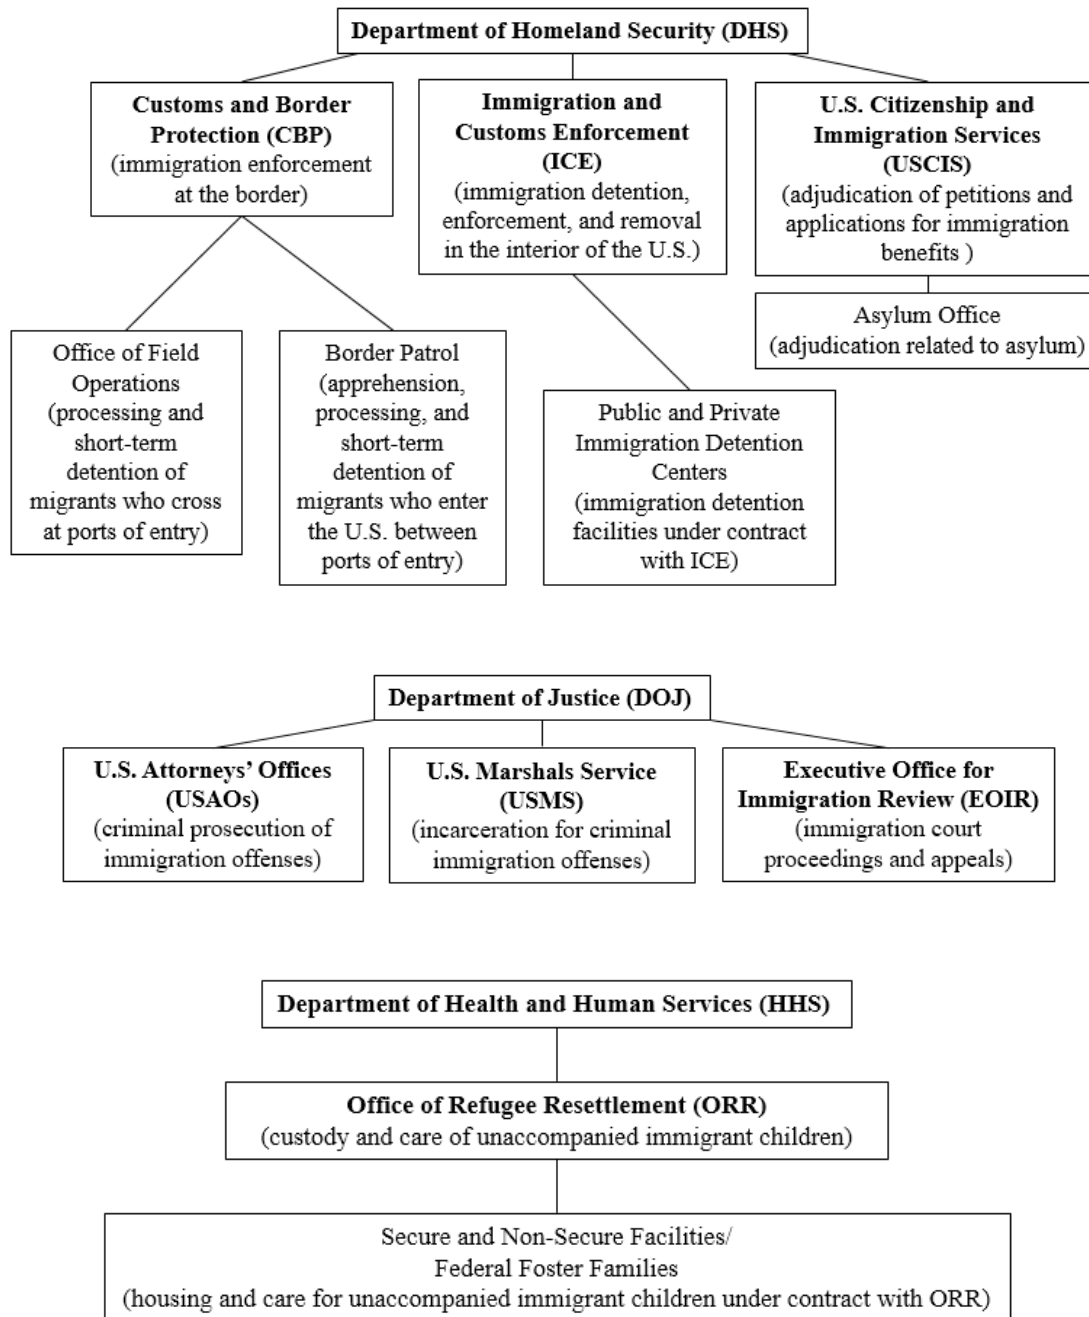 Department of Homeland Security (DHS)
Customs and Border
Protection (CBP)
(immigration enforcement
at the border)
Immigration and
Customs Enforcement
(ICE)
(immigration detention,
enforcement, and removal
in the interior of the U.S.)
U.S. Citizenship and
Immigration Services
(USCIS)
(adjudication of petitions and
applications for immigration
benefits )
Office of Field
Operations
(processing and
short-term
detention of
migrants who cross
at ports of entry)
Border Patrol
(apprehension,
processing, and
short-term
detention of
migrants who enter
the U.S. between
ports of entry)
Public and Private
Immigration Detention
Centers
(immigration detention
facilities under contract
with ICE)
Asylum Office
(adjudication related to asylum)
Department of Justice (DOJ)
U.S. Attorneys’ Offices
(USAOs)
(criminal prosecution of
immigration offenses)
U.S. Marshals Service
(USMS)
(incarceration for criminal
immigration offenses)
Executive Office for
Immigration Review (EOIR)
(immigration court
proceedings and appeals)
Department of Health and Human Services (HHS)
Office of Refugee Resettlement (ORR)
(custody and care of unaccompanied immigrant children)
Secure and Non-Secure Facilities/
Federal Foster Families
(housing and care for unaccompanied immigrant children under contract with ORR)